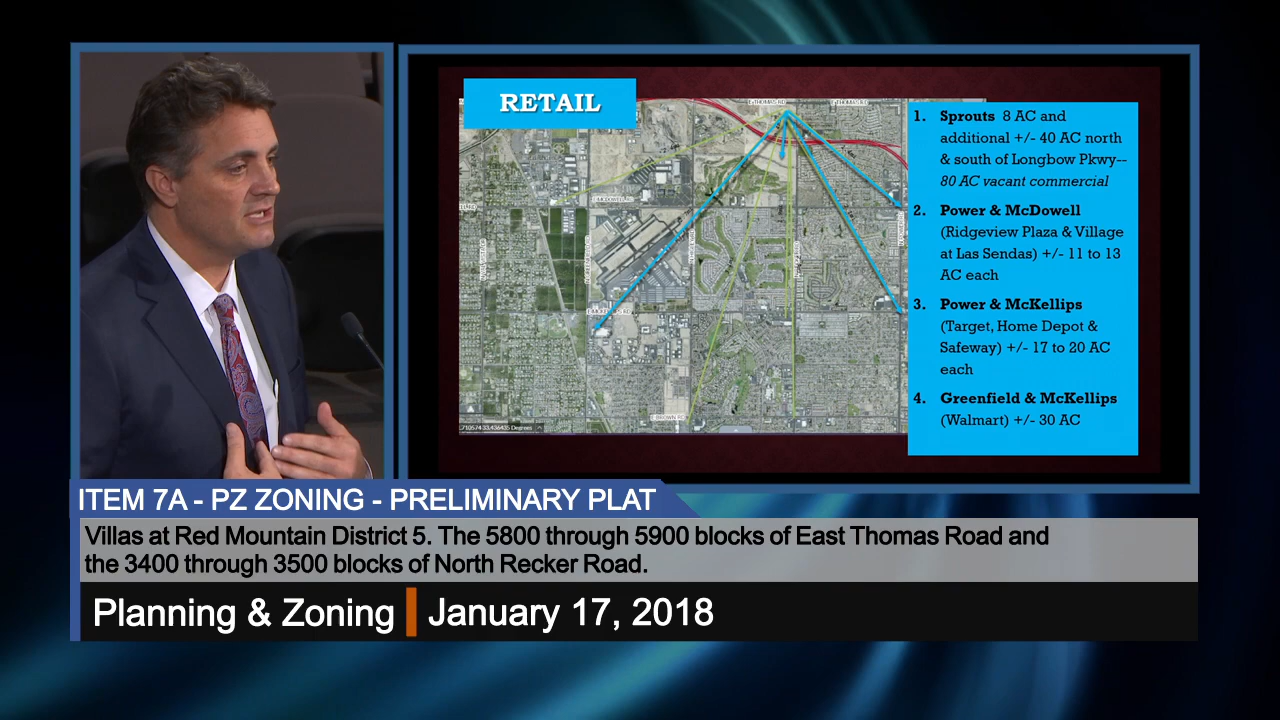 RETAIL
E THOMAS RD
1. Sprouts 8 AC and
additional +/- 40 AC north
& south of Longbow Pkwy--
80 AC vacant commercial
2. Power & McDowell
(Ridgeview Plaza & Village
at Las Sendas) +/- 11 to 13
AC each
3. Power & McKellips
(Target, Home Depot &
Safeway) +/- 17 to 20 AC
each
4. Greenfield & McKellips
(Walmart) +/- 30 AC
E BROWN RD
ITEM 7A - PZ ZONING - PRELIMINARY PLAT
Villas at Red Mountain District 5. The 5800 through 5900 blocks of East Thomas Road and
the 3400 through 3500 blocks of North Recker Road.
Planning & Zoning
January 17, 2018